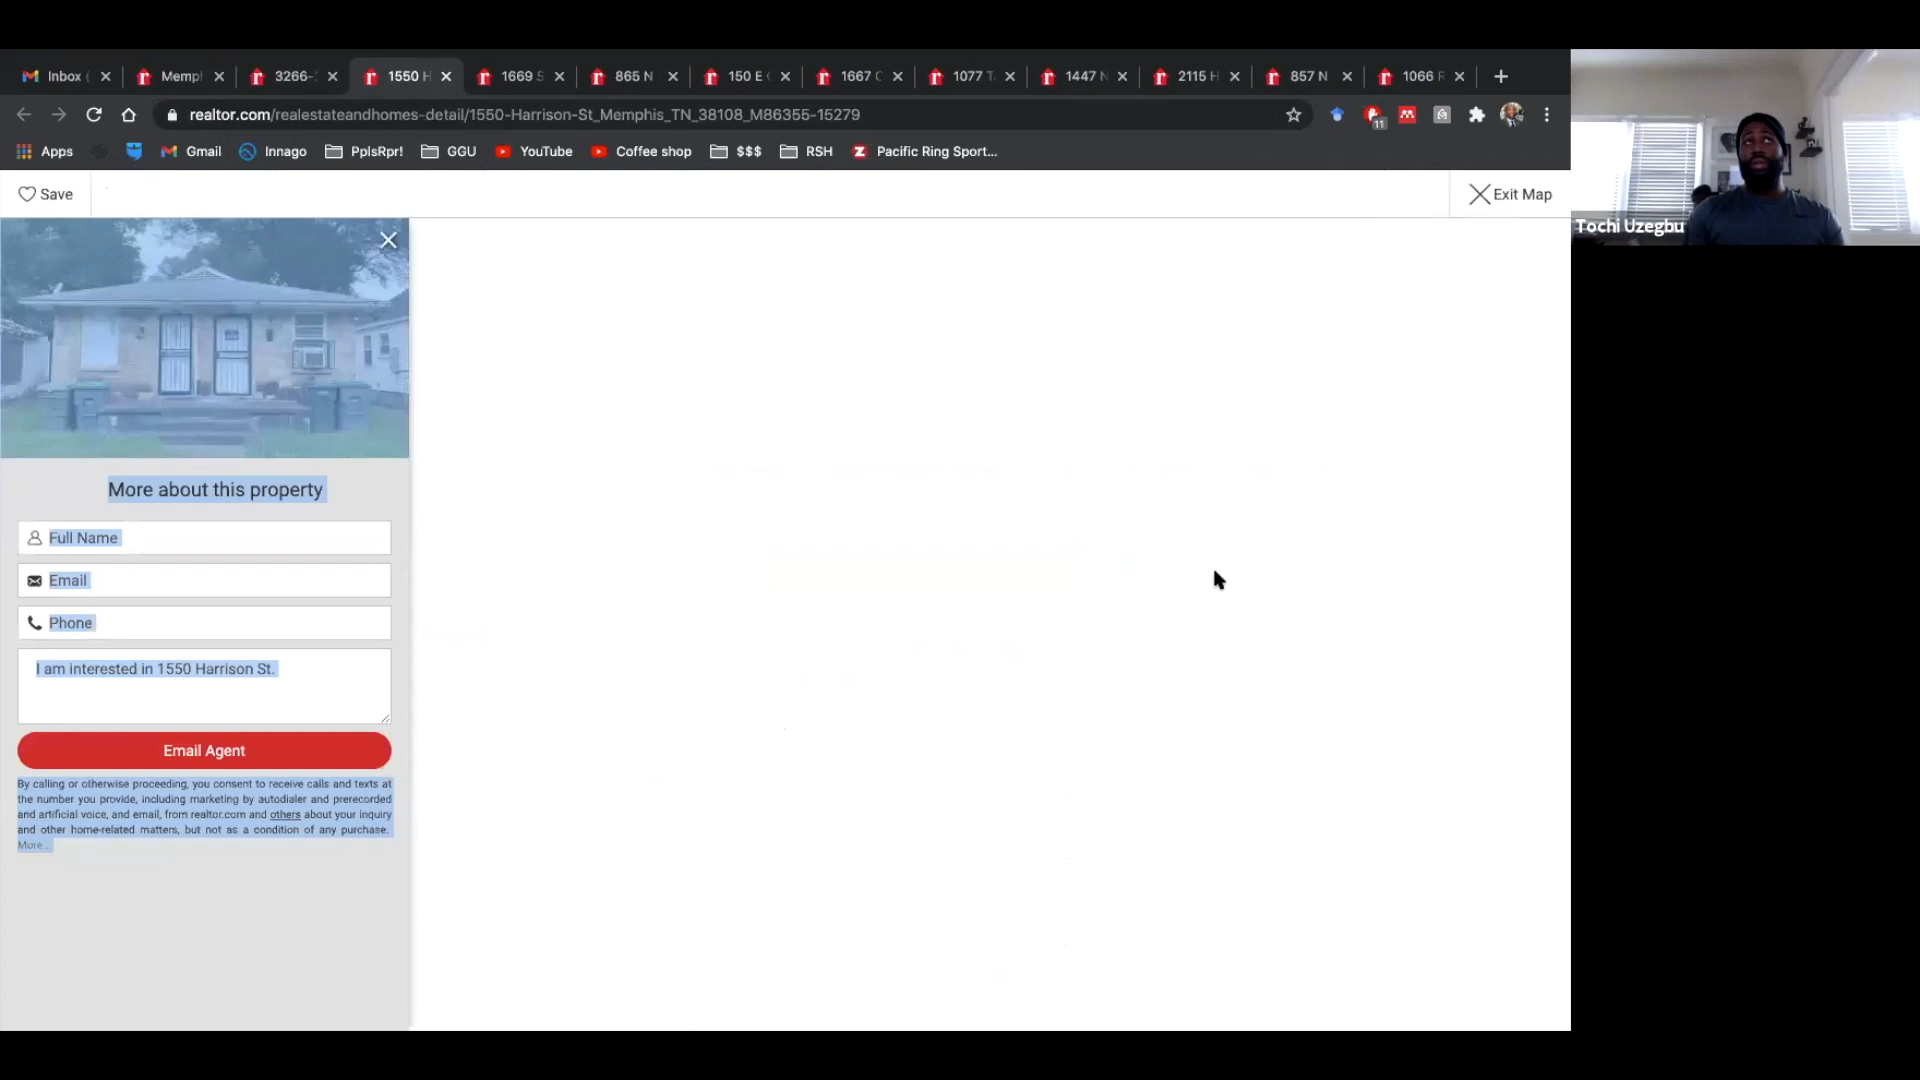 Inbox (
Memph
3266-
1550 H
1669 S
865 N
150 E
1667 C
1077 T
1447 N
2115 H
857 N
1066 R
realtor.com/realestateandhomes-detail/1550-Harrison-St_Memphis_TN_38108_M86355-15279
11
Apps
Gmail
Innago
PplsRpr!
GGU
YouTube
Coffee shop
$$$
RSH
Pacific Ring Sport...
Save
Exit Map
Tochi Uzegbu
More about this property
Full Name
Email
Phone
I am interested in 1550 Harrison St.
Email Agent
By calling or otherwise proceeding, you consent to receive calls and texts at
the number you provide, including marketing by autodialer and prerecorded
and artificial voice, and email, from realtor.com and others about your inquiry
and other home-related matters, but not as a condition of any purchase.
More...